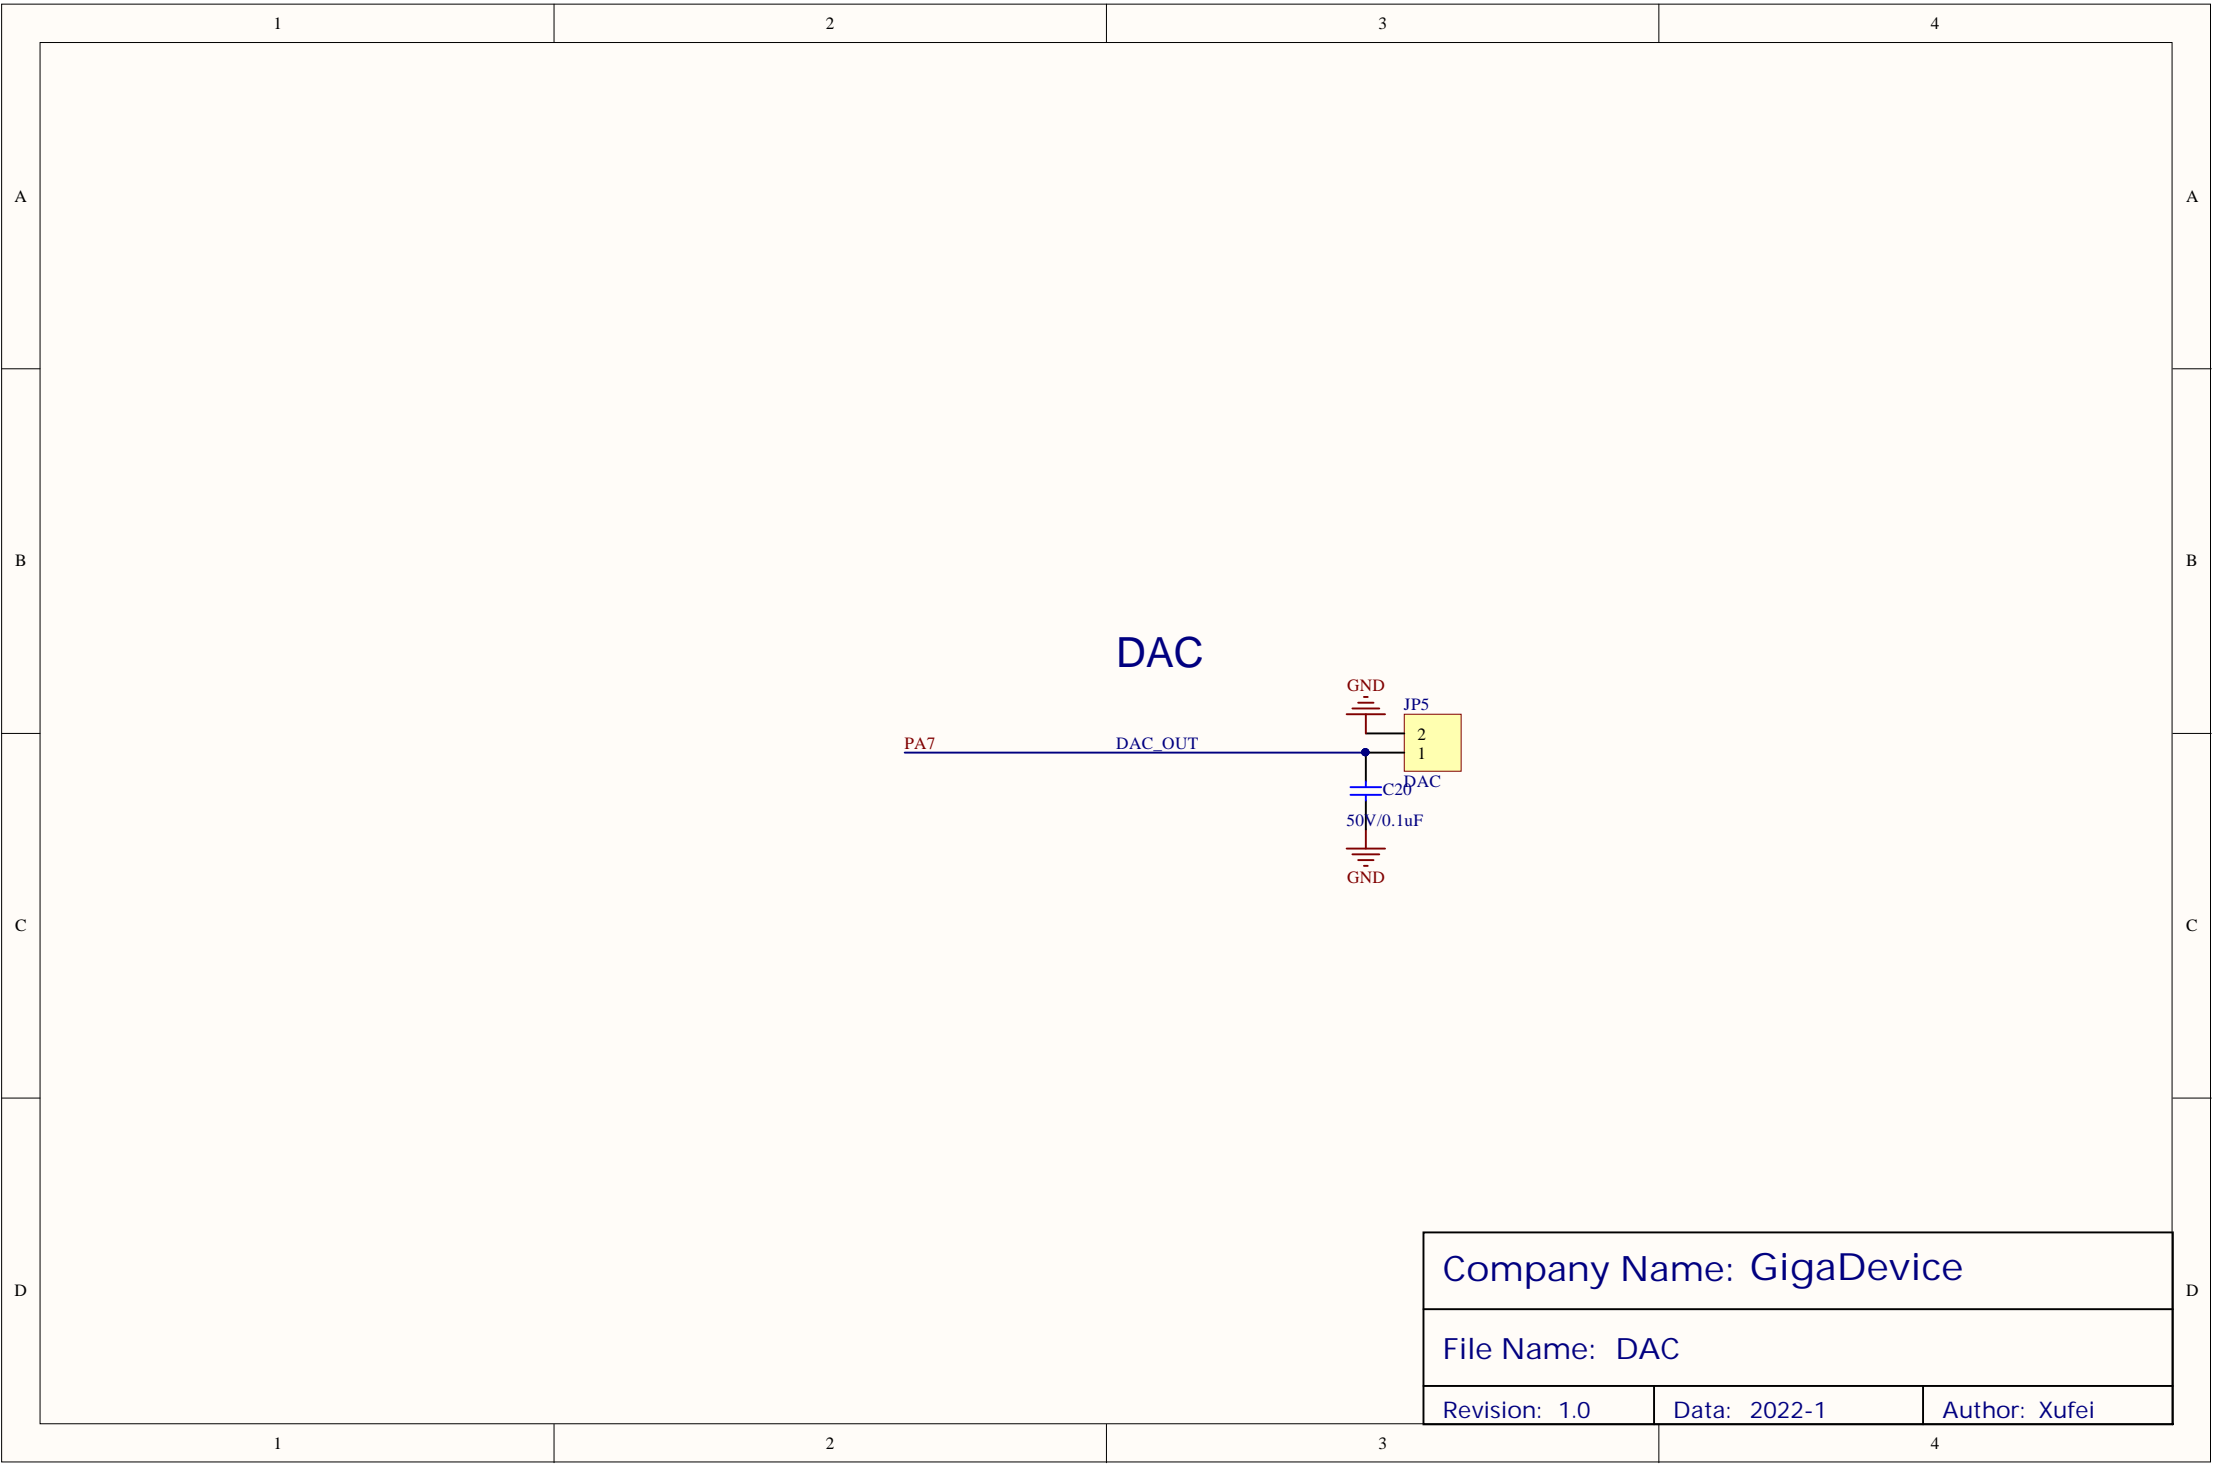 1 2 3 4
A A
B B
DAC
GND
JP5
2
PA7 DAC_OUT
1
DAC
C20
50V/0.1uF
GND
C C
Company Name: GigaDevice
D D
File Name: DAC
Revision: 1.0 Data: 2022-1 Author: Xufei
1 2 3 4